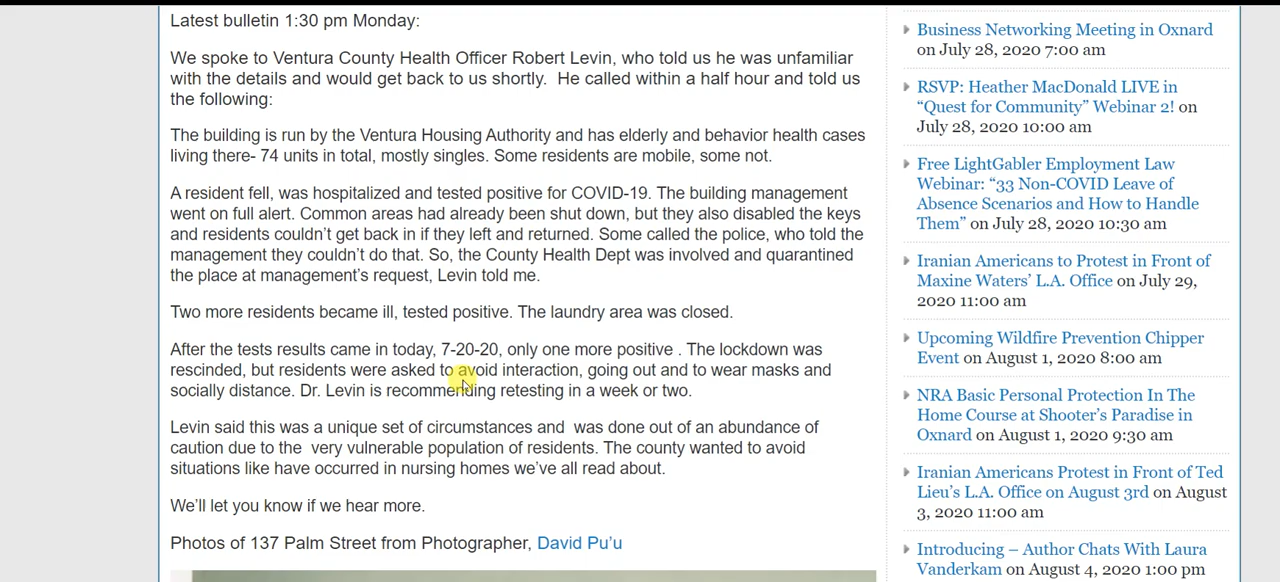 Latest bulletin 1:30 pm Monday:
We spoke to Ventura County Health Officer Robert Levin, who told us he was unfamiliar
with the details and would get back to us shortly.  He called within a half hour and told us
the following:
The building is run by the Ventura Housing Authority and has elderly and behavior health cases
living there- 74 units in total, mostly singles. Some residents are mobile, some not.
A resident fell, was hospitalized and tested positive for COVID-19. The building management
went on full alert. Common areas had already been shut down, but they also disabled the keys
and residents couldn't get back in if they left and returned. Some called the police, who told the
management they couldn't do that. So, the County Health Dept was involved and quarantined
the place at management's request, Levin told me.
Two more residents became ill, tested positive. The laundry area was closed.
After the tests results came in today, 7-20-20, only one more positive . The lockdown was
rescinded, but residents were asked to avoid interaction, going out and to wear masks and
socially distance. Dr. Levin is recommending retesting in a week or two.
Levin said this was a unique set of circumstances and  was done out of an abundance of
caution due to the  very vulnerable population of residents. The county wanted to avoid
situations like have occurred in nursing homes we've all read about.
We'll let you know if we hear more.
Photos of 137 Palm Street from Photographer, David Pu'u
Business Networking Meeting in Oxnard
on July 28, 2020 7:00 am
RSVP: Heather MacDonald LIVE in
"Quest for Community" Webinar 2! on
July 28, 2020 10:00 am
Free LightGabler Employment Law
Webinar: "33 Non-COVID Leave of
Absence Scenarios and How to Handle
Them" on July 28, 2020 10:30 am
Iranian Americans to Protest in Front of
Maxine Waters' L.A. Office on July 29,
2020 11:00 am
Upcoming Wildfire Prevention Chipper
Event on August 1, 2020 8:00 am
NRA Basic Personal Protection In The
Home Course at Shooter's Paradise in
Oxnard on August 1, 2020 9:30 am
Iranian Americans Protest in Front of Ted
Lieu's L.A. Office on August 3rd on August
3, 2020 11:00 am
Introducing – Author Chats With Laura
Vanderkam on August 4, 2020 1:00 pm